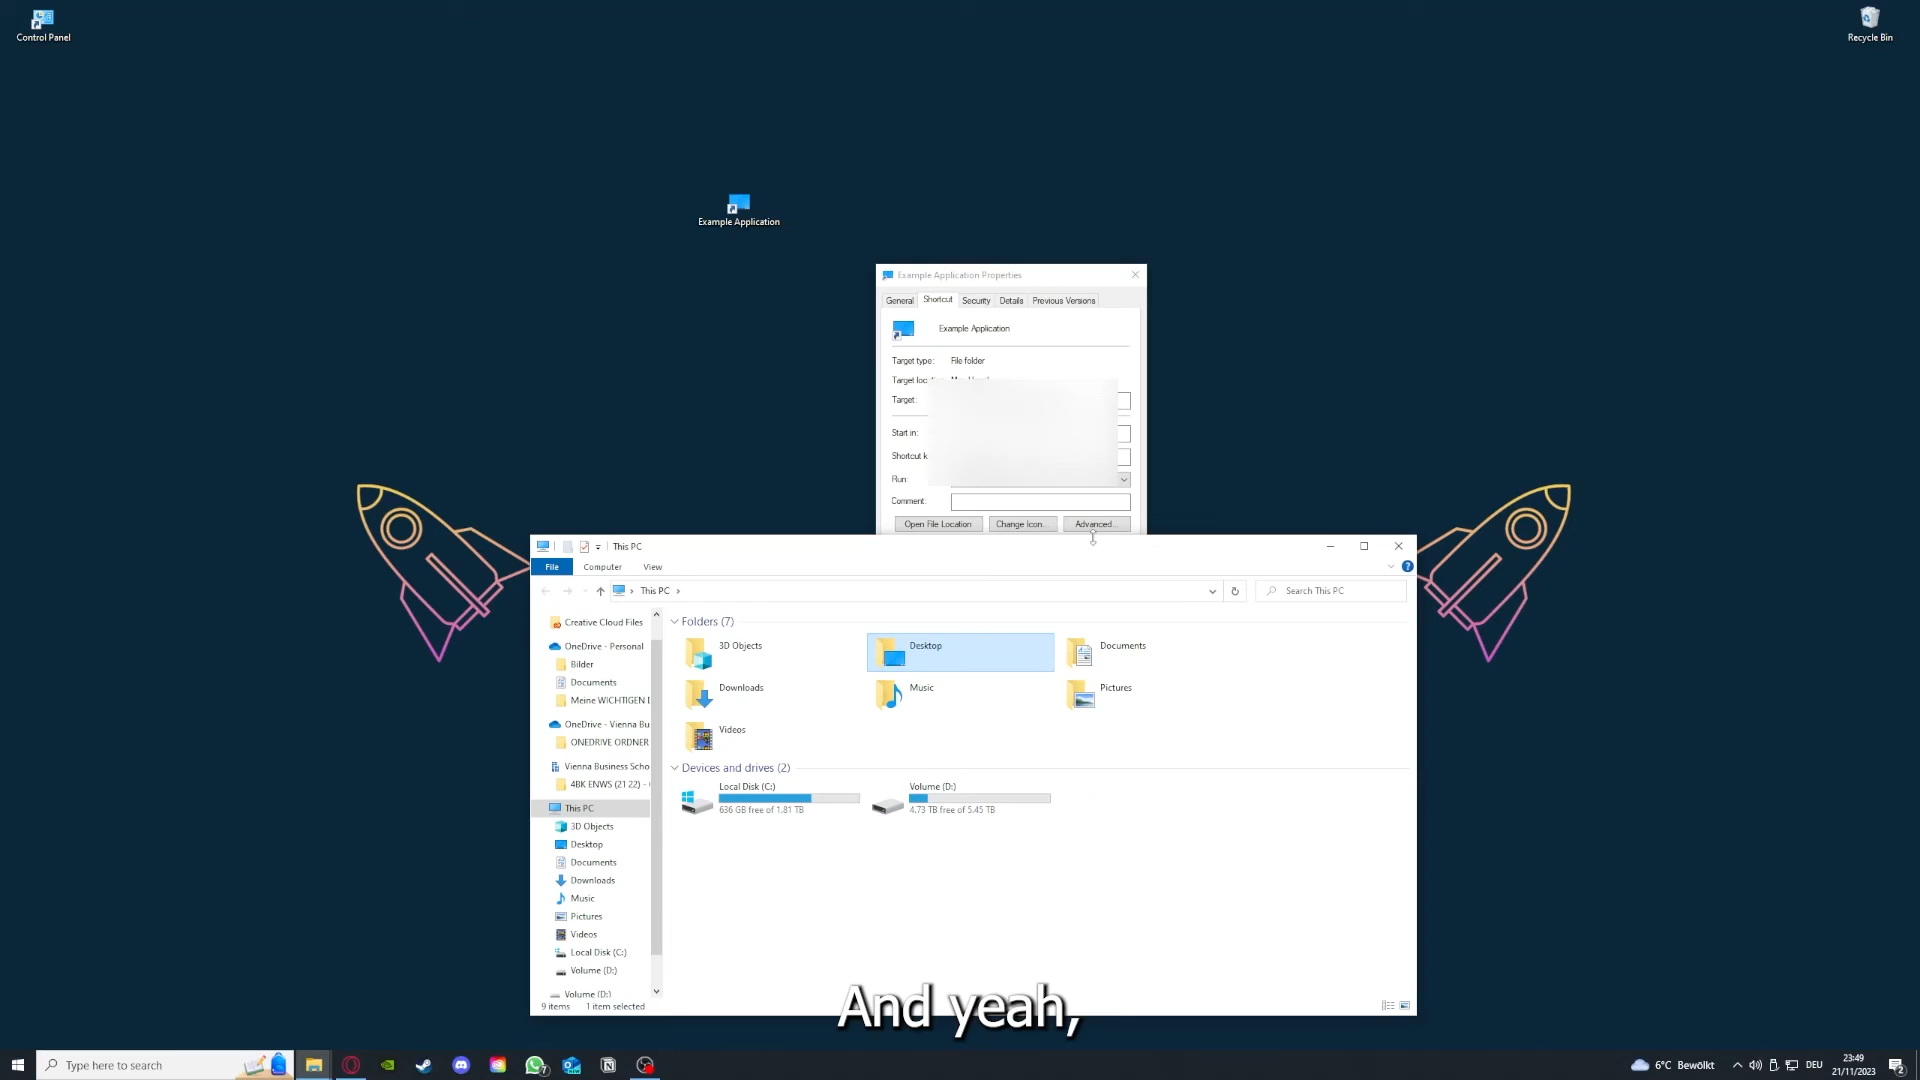 Control Panel
Recycle Bin
Example Application
Example Application Properties
General Shortcut Security Details Previous Versions
Example Application
Target type: File folder
Target
Target:
Start in:
Shortcut
Run:
Comment:
Open File Location Change Icon... Advanced...
This PC
File Computer View
This PC
Search This PC
Creative Cloud Files
OneDrive - Personal
Bilder
Documents
Meine WICHTIGEN
OneDrive - Vienna Bu
ONEDRIVE ORDNER
Vienna Business Scho
4BK ENWS (21 22) -
This PC
3D Objects
Desktop
Documents
Downloads
Music
Pictures
Videos
Local Disk (C:)
Volume (D:)
Volume (D:)
Folders (7)
3D Objects
Desktop
Documents
Downloads
Music
Pictures
Videos
Devices and drives (2)
Local Disk (C:)
636 GB free of 1.81 TB
Volume (D:)
4.73 TB free of 5.45 TB
9 items 1 item selected
And yeah,
Type here to search
7
6°C Bewölkt
DEU
23:49
21/11/2023
2